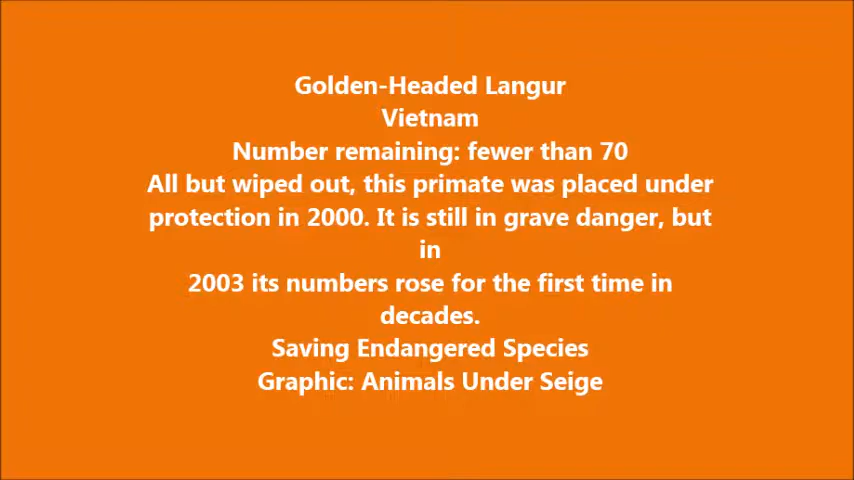 Golden-Headed Langur
Vietnam
Number remaining: fewer than 70
All but wiped out, this primate was placed under
protection in 2000. It is still in grave danger, but
in
2003 its numbers rose for the first time in
decades.
Saving Endangered Species
Graphic: Animals Under Seige